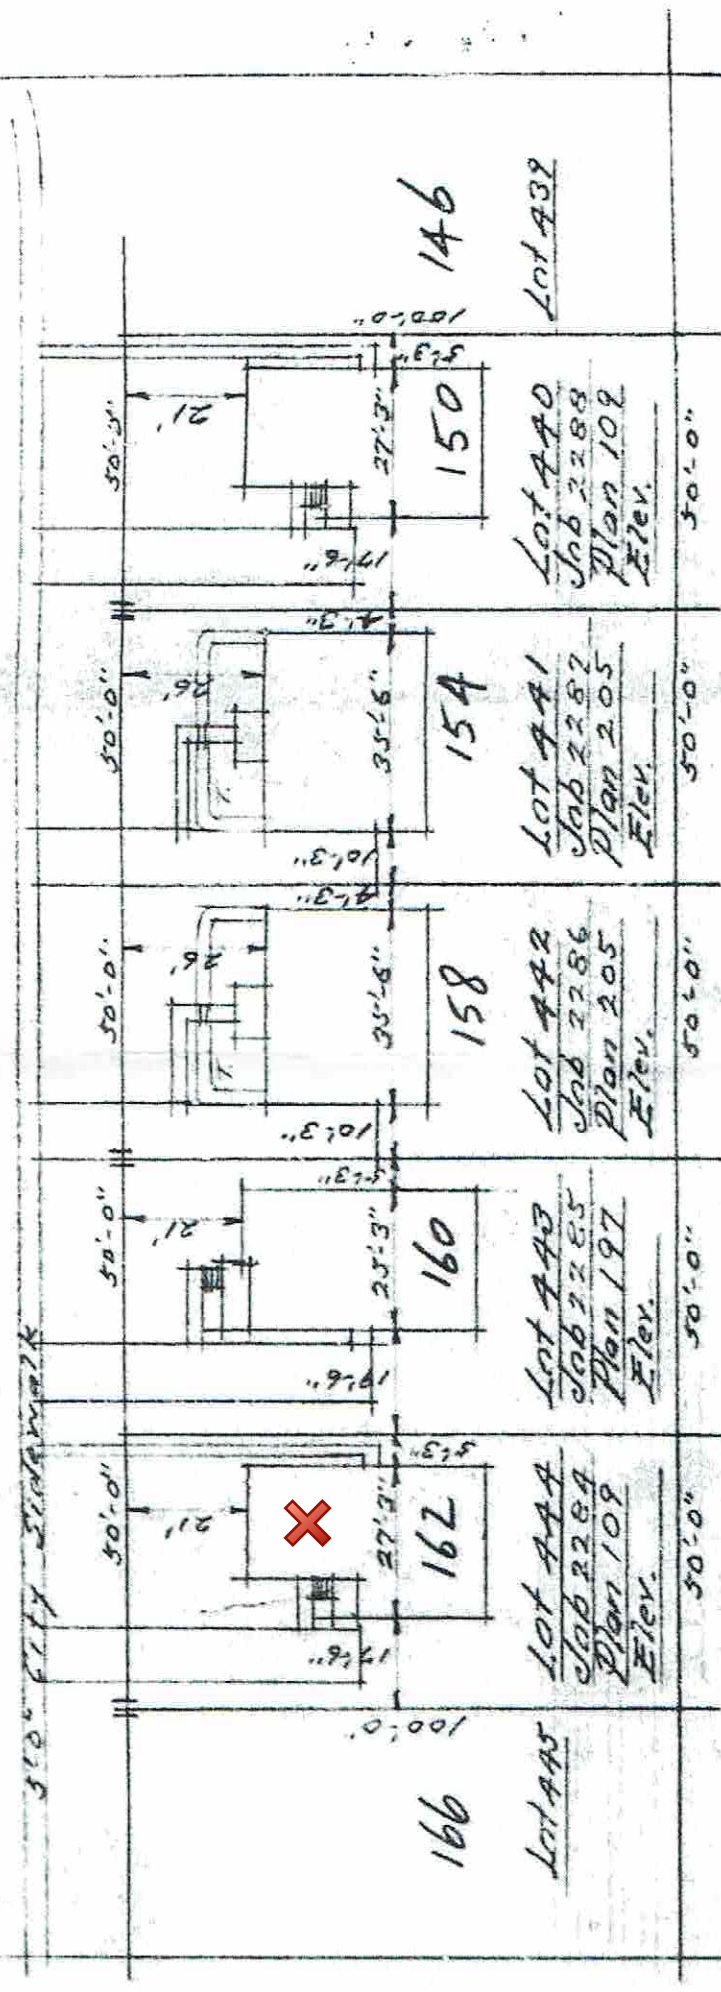 5'-0" City Sidewalk
166
Lot 445
100'-0"
50'-0"
21'
17'-6"
27'-3"
5'-3"
162
Lot 444
Job 2284
Plan 109
Elev.
50'-0"
50'-0"
21'
19'-6"
25'-3"
5'-3"
160
Lot 443
Job 2285
Plan 197
Elev.
50'-0"
50'-0"
26'
T.
10'-3"
35'-6"
4'-3"
158
Lot 442
Job 2286
Plan 205
Elev.
50'-0"
50'-0"
26'
T.
10'-3"
35'-6"
4'-3"
154
Lot 441
Job 2287
Plan 205
Elev.
50'-0"
50'-0"
21'
17'-6"
27'-3"
5'-3"
150
Lot 440
Job 2288
Plan 109
Elev.
50'-0"
100'-0"
146
Lot 439